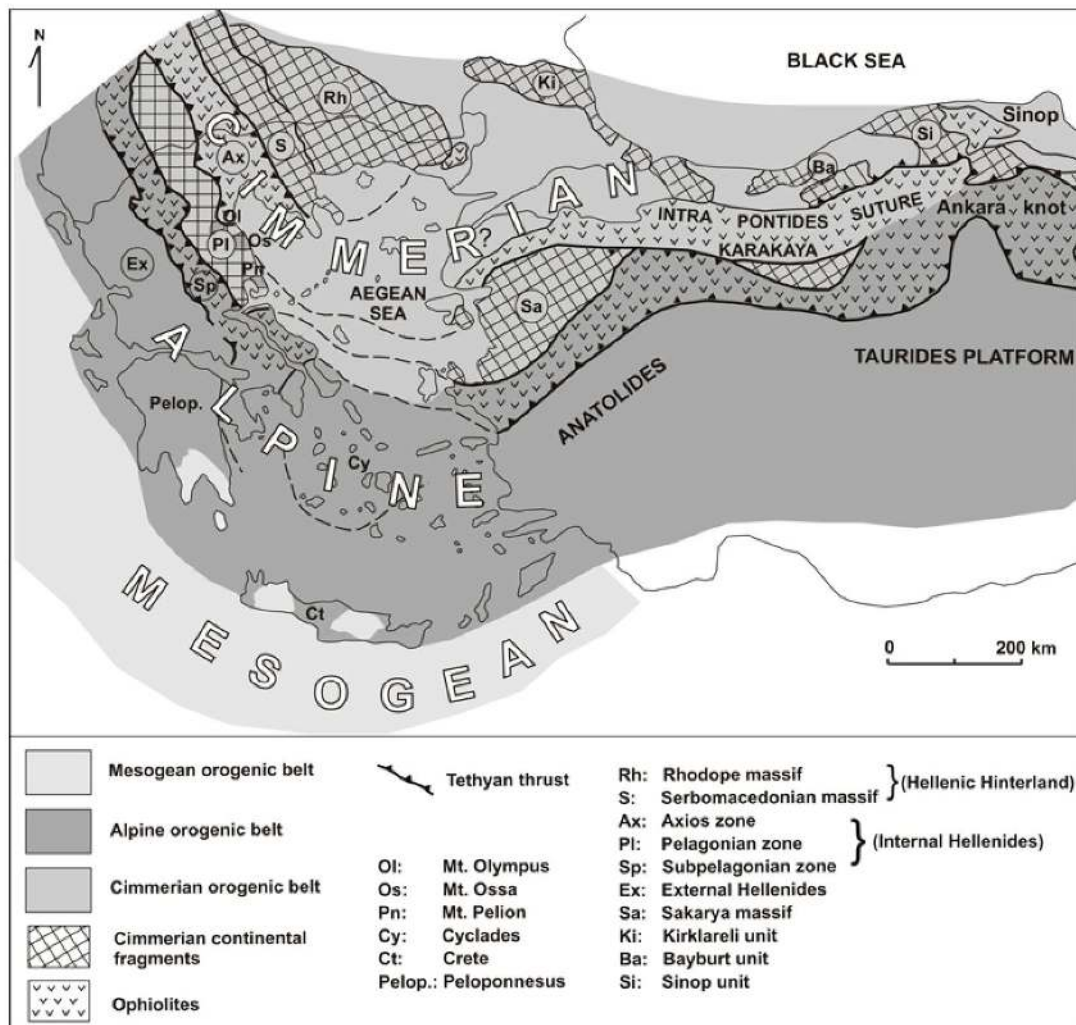 N
BLACK SEA
Rh
Ki
Si
Sinop
S
Ax
Ba
CIMMERIAN
INTRA PONTIDES SUTURE
Ankara knot
KARAKAYA
?
Ol
Os
Pl
Pn
Ex
Sp
AEGEAN
SEA
Sa
TAURIDES PLATFORM
ANATOLIDES
ALPINE
Pelop.
Cy
Ct
MESOGEAN
0 200 km
Mesogean orogenic belt
Alpine orogenic belt
Cimmerian orogenic belt
Cimmerian continental
fragments
Ophiolites
Tethyan thrust
Ol: Mt. Olympus
Os: Mt. Ossa
Pn: Mt. Pelion
Cy: Cyclades
Ct: Crete
Pelop.: Peloponnesus
Rh: Rhodope massif
S: Serbomacedonian massif
(Hellenic Hinterland)
Ax: Axios zone
Pl: Pelagonian zone
Sp: Subpelagonian zone
(Internal Hellenides)
Ex: External Hellenides
Sa: Sakarya massif
Ki: Kirklareli unit
Ba: Bayburt unit
Si: Sinop unit